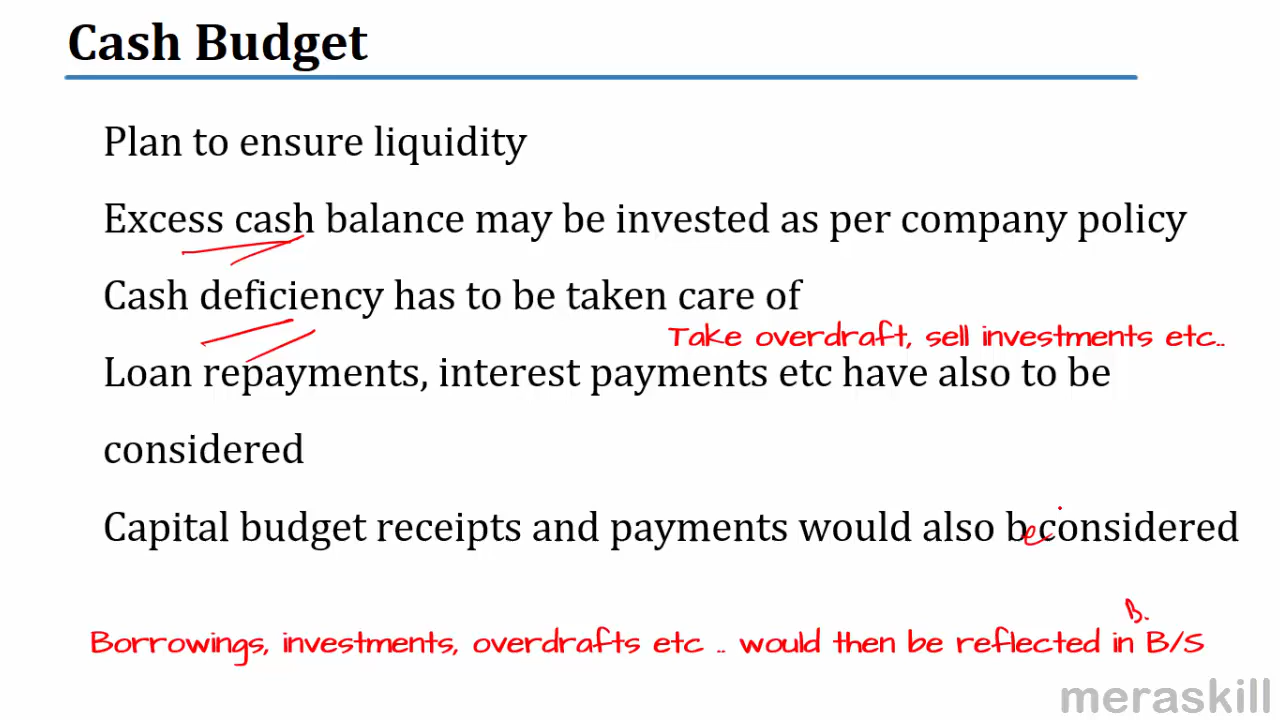 Cash Budget
Plan to ensure liquidity
Excess cash balance may be invested as per company policy
Cash deficiency has to be taken care of
Take overdraft, sell investments etc..
Loan repayments, interest payments etc have also to be
considered
Capital budget receipts and payments would also be considered
B.
Borrowings, investments, overdrafts etc .. would then be reflected in B/S
meraskill